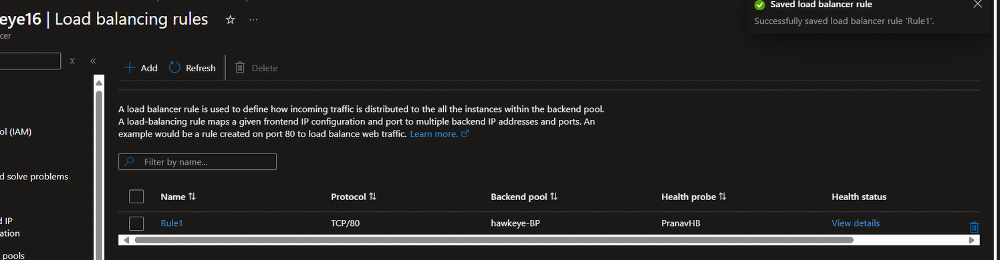 eye16 | Load balancing rules
cer
Saved load balancer rule
Successfully saved load balancer rule 'Rule1'.
Add Refresh Delete
A load balancer rule is used to define how incoming traffic is distributed to the all the instances within the backend pool.
A load-balancing rule maps a given frontend IP configuration and port to multiple backend IP addresses and ports. An
example would be a rule created on port 80 to load balance web traffic. Learn more.
Filter by name...
Name Protocol Backend pool Health probe Health status
Rule1 TCP/80 hawkeye-BP PranavHB View details
ol (IAM)
d solve problems
d IP
ation
pools